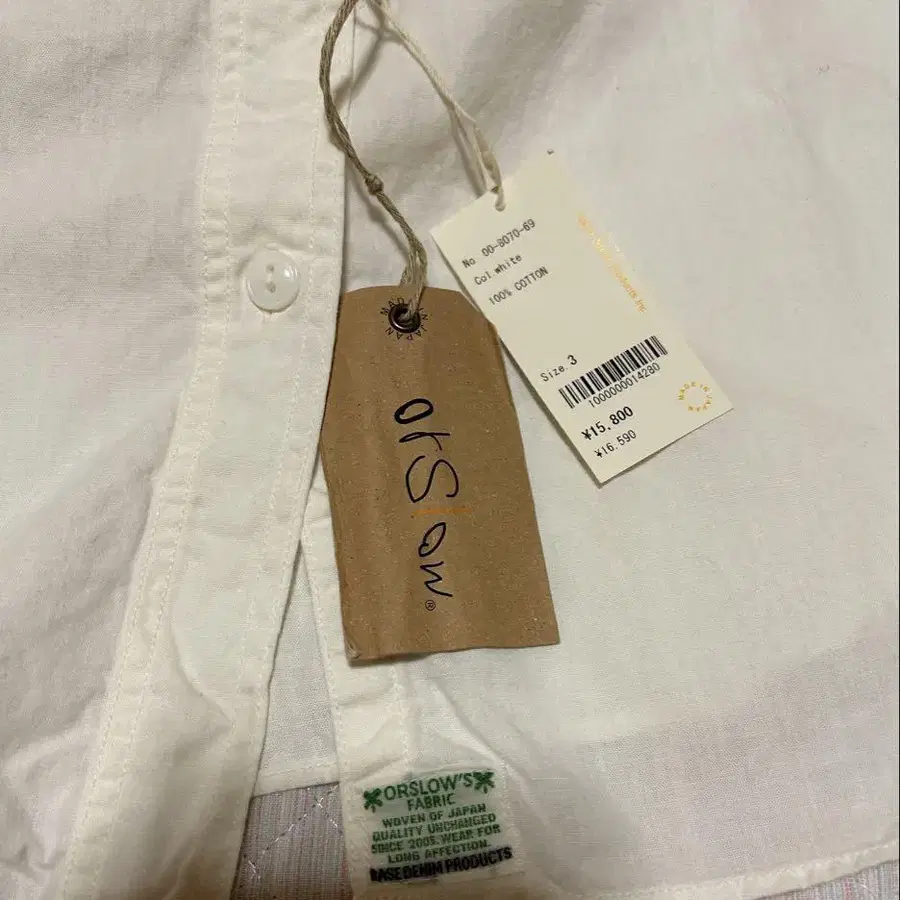 MADE IN JAPAN
orSlow®
No. 00-8070-69
Col.white
100% COTTON
Size.3
1000000014280
¥15,800
¥16,590
MADE IN JAPAN
ORSLOW'S
FABRIC
WOVEN OF JAPAN
QUALITY UNCHANGED
SINCE 2005. WEAR FOR
LONG AFFECTION.
BASE DENIM PRODUCTS